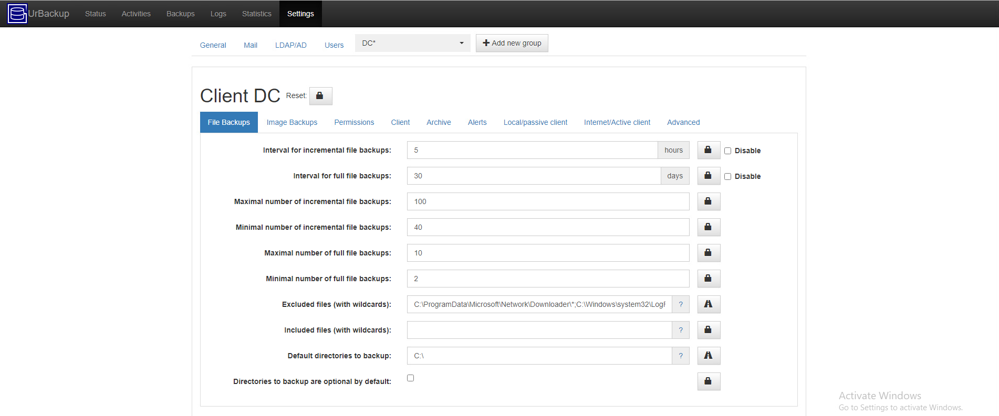 UrBackup Status Activities Backups Logs Statistics Settings
General Mail LDAP/AD Users DC* Add new group
Client DC Reset:
File Backups Image Backups Permissions Client Archive Alerts Local/passive client Internet/Active client Advanced
Interval for incremental file backups: 5 hours Disable
Interval for full file backups: 30 days Disable
Maximal number of incremental file backups: 100
Minimal number of incremental file backups: 40
Maximal number of full file backups: 10
Minimal number of full file backups: 2
Excluded files (with wildcards): C:\ProgramData\Microsoft\Network\Downloader\*;C:\Windows\system32\LogF ?
Included files (with wildcards): ?
Default directories to backup: C:\ ?
Directories to backup are optional by default:
Activate Windows
Go to Settings to activate Windows.